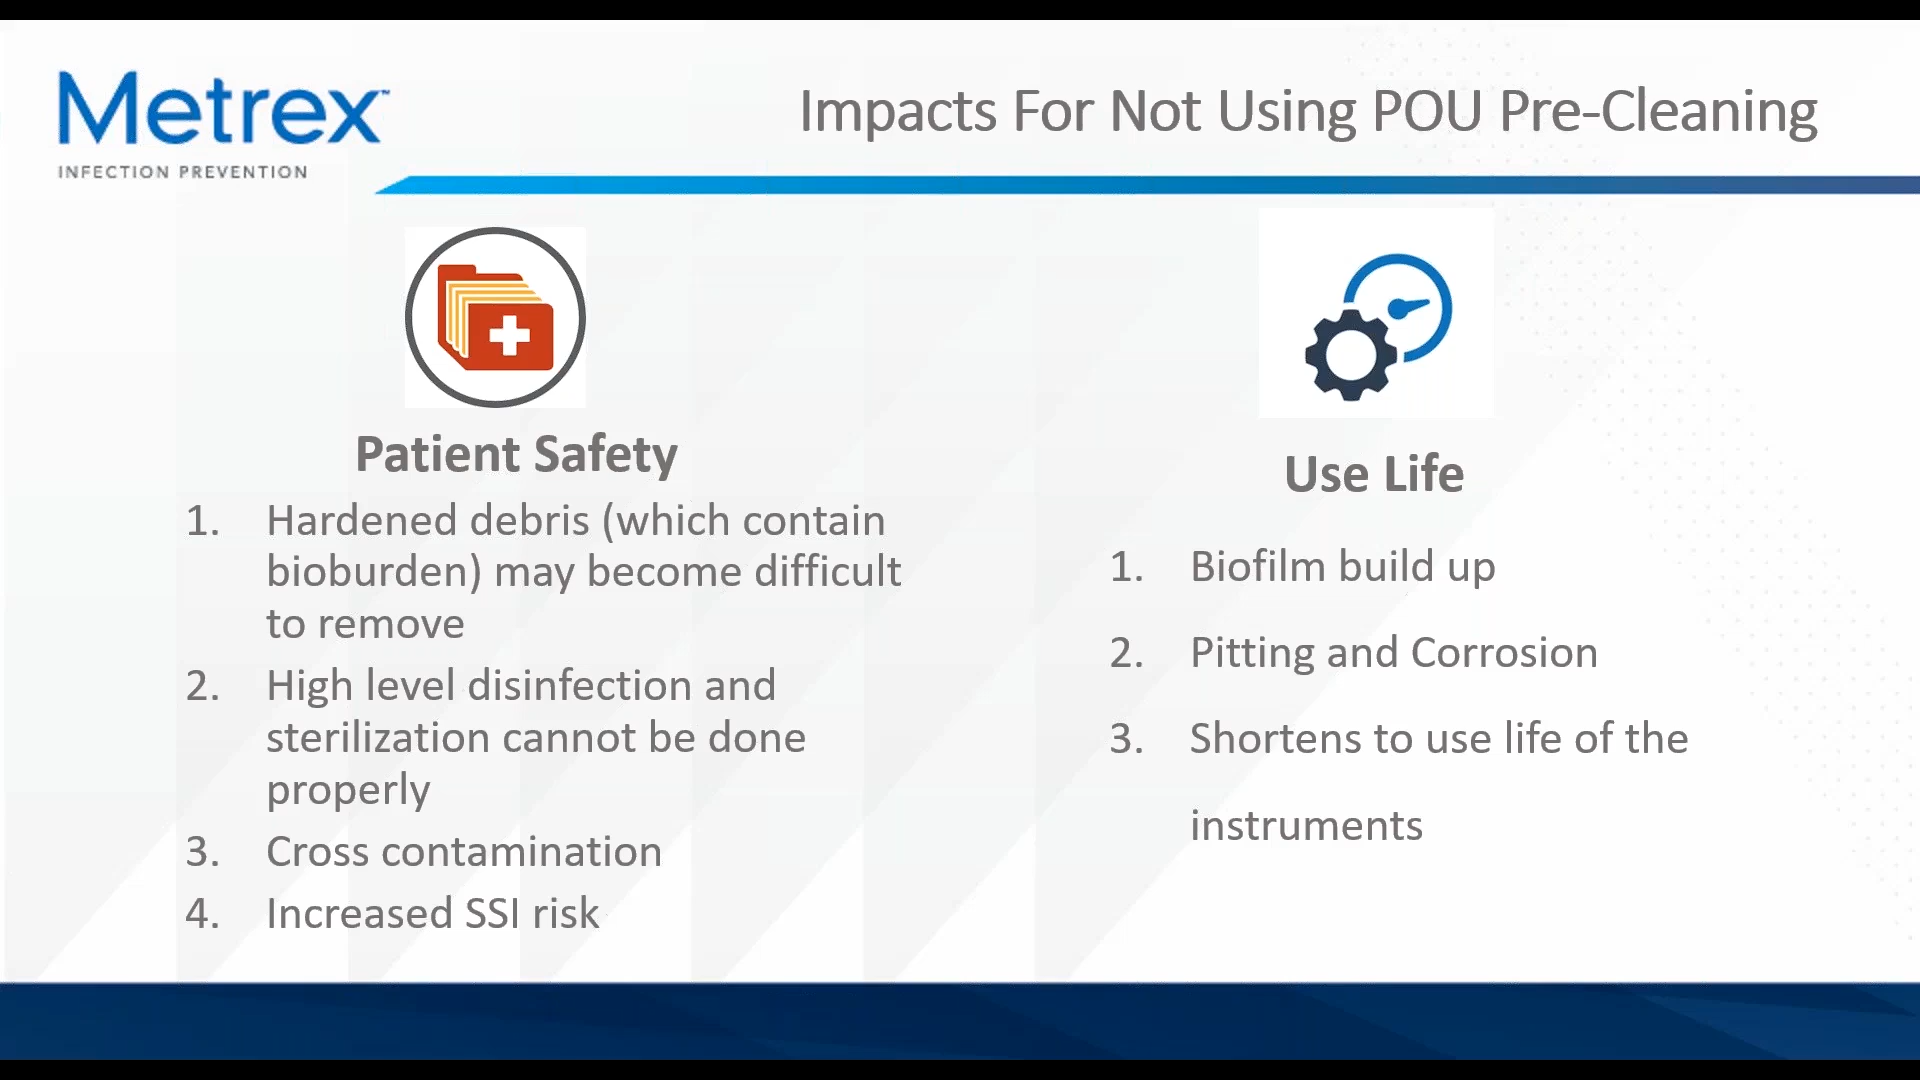 Metrex™
INFECTION PREVENTION
Impacts For Not Using POU Pre-Cleaning
Patient Safety
1. Hardened debris (which contain
bioburden) may become difficult
to remove
2. High level disinfection and
sterilization cannot be done
properly
3. Cross contamination
4. Increased SSI risk
Use Life
1. Biofilm build up
2. Pitting and Corrosion
3. Shortens to use life of the
instruments